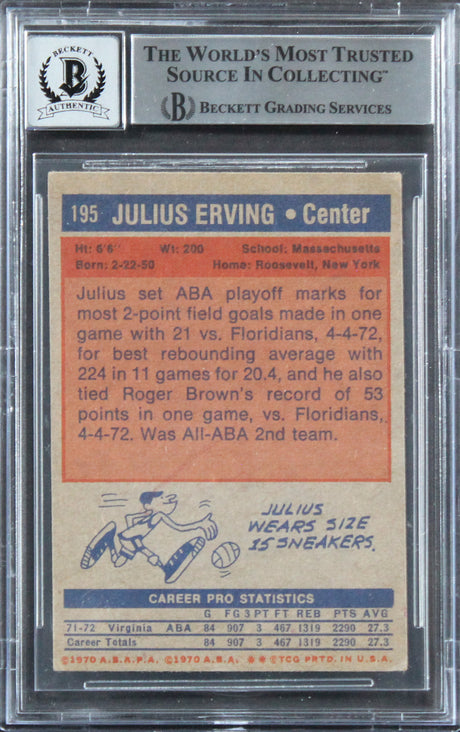 BECKETT
B
AUTHENTIC
THE WORLD'S MOST TRUSTED
SOURCE IN COLLECTING™
B BECKETT GRADING SERVICES
195 JULIUS ERVING • Center
Ht: 6'6" Wt: 200 School: Massachusetts
Born: 2-22-50 Home: Roosevelt, New York
Julius set ABA playoff marks for
most 2-point field goals made in one
game with 21 vs. Floridians, 4-4-72,
for best rebounding average with
224 in 11 games for 20.4, and he also
tied Roger Brown's record of 53
points in one game, vs. Floridians,
4-4-72. Was All-ABA 2nd team.
JULIUS
WEARS SIZE
15 SNEAKERS.
CAREER PRO STATISTICS
G FG 3PT FT REB PTS AVG
71-72 Virginia ABA 84 907 3 467 1319 2290 27.3
Career Totals 84 907 3 467 1319 2290 27.3
©1970 A.B.A.P.A. ©1970 A.B.A. ✱ ✱ ©TCG PRTD. IN U.S.A.